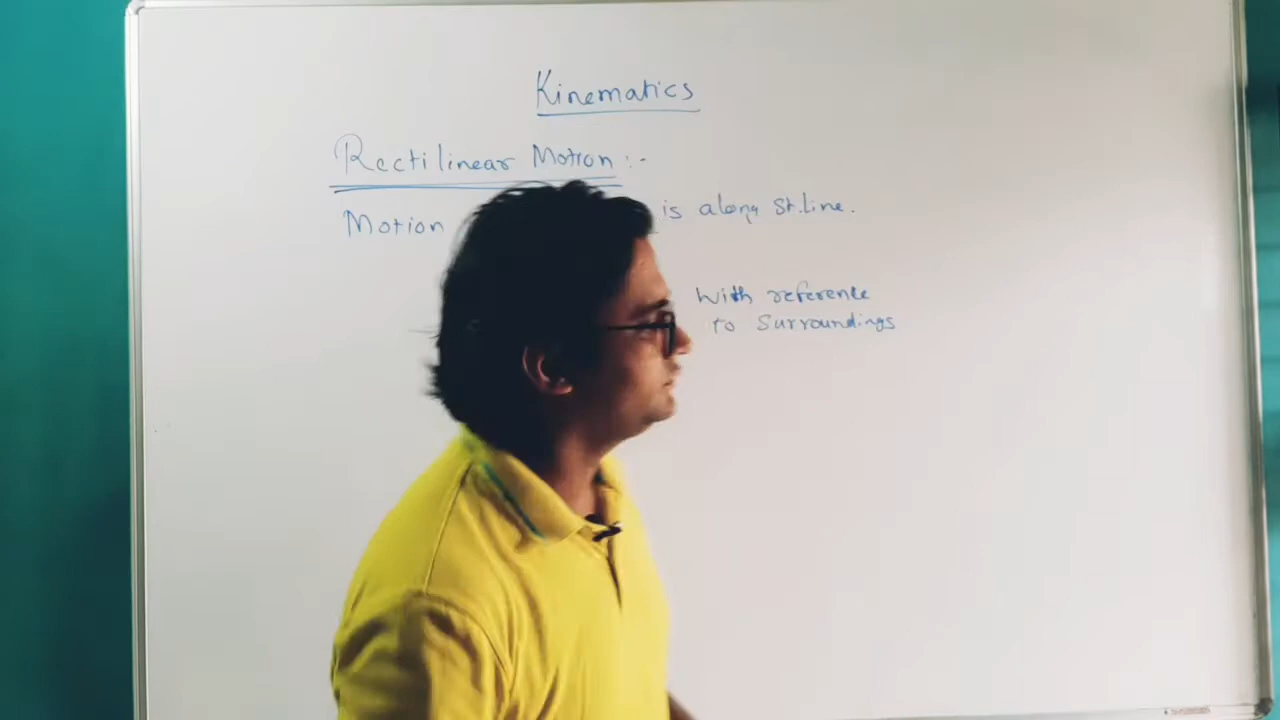 Kinematics
Rectilinear Motion :-
Motion is along St.line.
with reference
to Surroundings